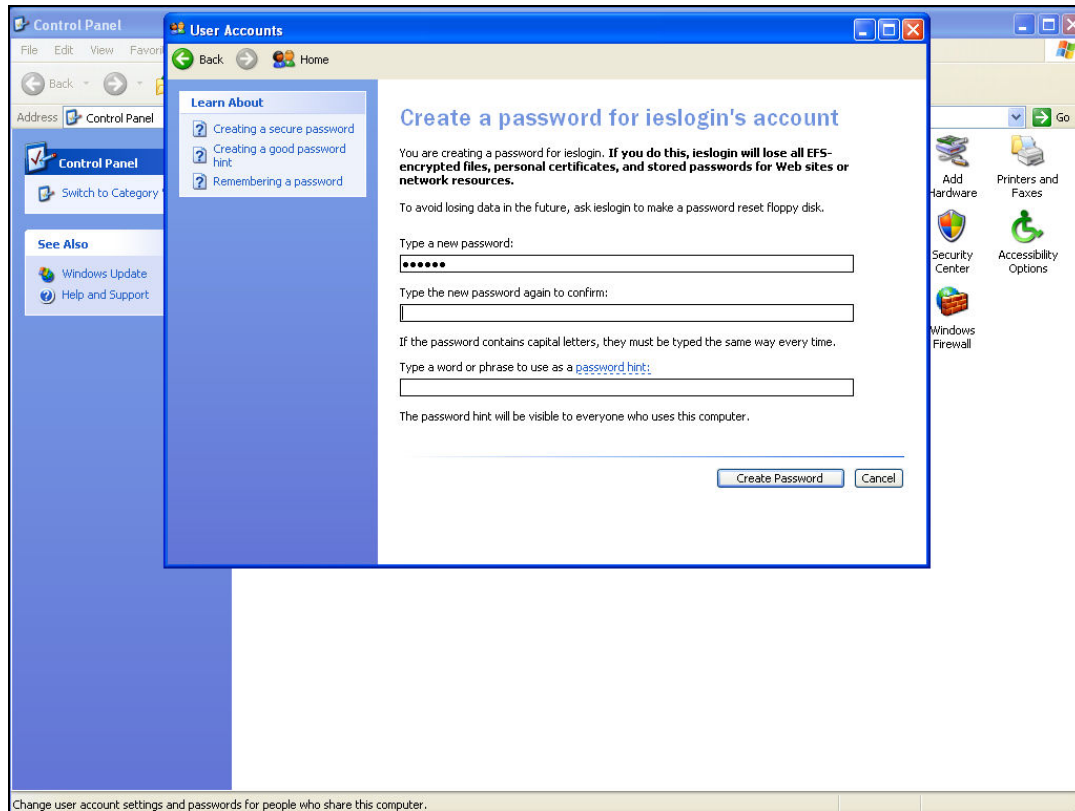 Control Panel
File Edit View
Back
Address Control Panel
Go
Control Panel
Switch to Category
See Also
Windows Update
Help and Support
User Accounts
Back Home
Learn About
Creating a secure password
Creating a good password
hint
Remembering a password
Create a password for ieslogin's account
You are creating a password for ieslogin. If you do this, ieslogin will lose all EFS-
encrypted files, personal certificates, and stored passwords for Web sites or
network resources.
To avoid losing data in the future, ask ieslogin to make a password reset floppy disk.
Type a new password:
••••••
Type the new password again to confirm:
If the password contains capital letters, they must be typed the same way every time.
Type a word or phrase to use as a password hint:
The password hint will be visible to everyone who uses this computer.
Create Password Cancel
Add
Hardware
Printers and
Faxes
Security
Center
Accessibility
Options
Windows
Firewall
Change user account settings and passwords for people who share this computer.